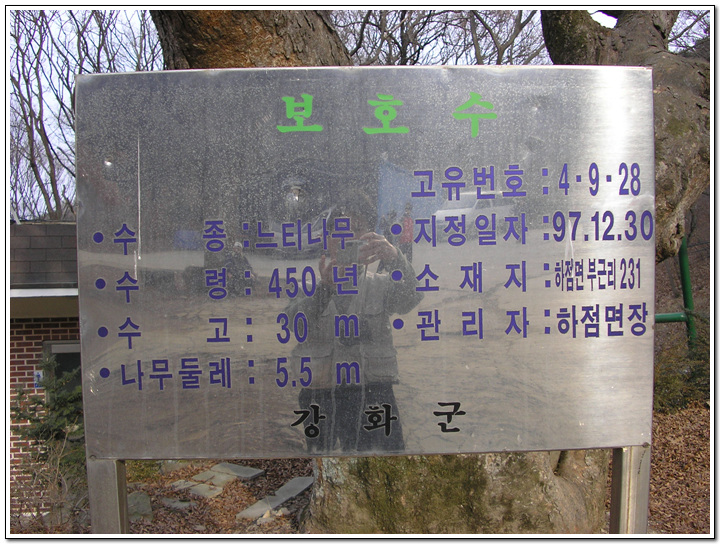 보호수
고유번호 : 4-9-28
• 수 종 : 느티나무
• 지정일자 : 97.12.30
• 수 령 : 450 년
• 소 재 지 : 하점면 부근리 231
• 수 고 : 30 m
• 관 리 자 : 하점면장
• 나무둘레 : 5.5 m
강화군